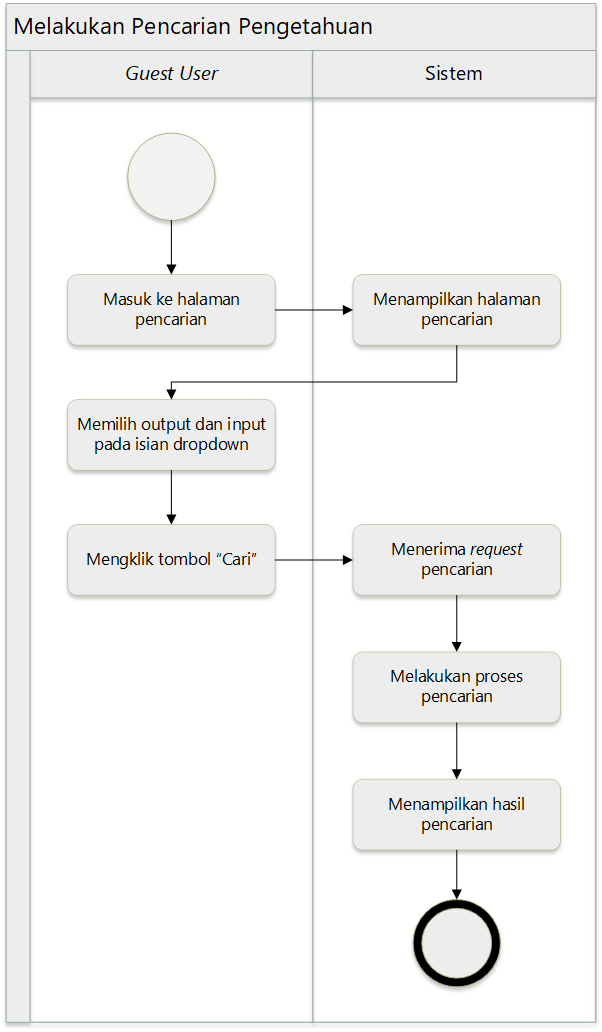 Melakukan Pencarian Pengetahuan
Guest User
Sistem
Masuk ke halaman
pencarian
Menampilkan halaman
pencarian
Memilih output dan input
pada isian dropdown
Mengklik tombol “Cari”
Menerima request
pencarian
Melakukan proses
pencarian
Menampilkan hasil
pencarian